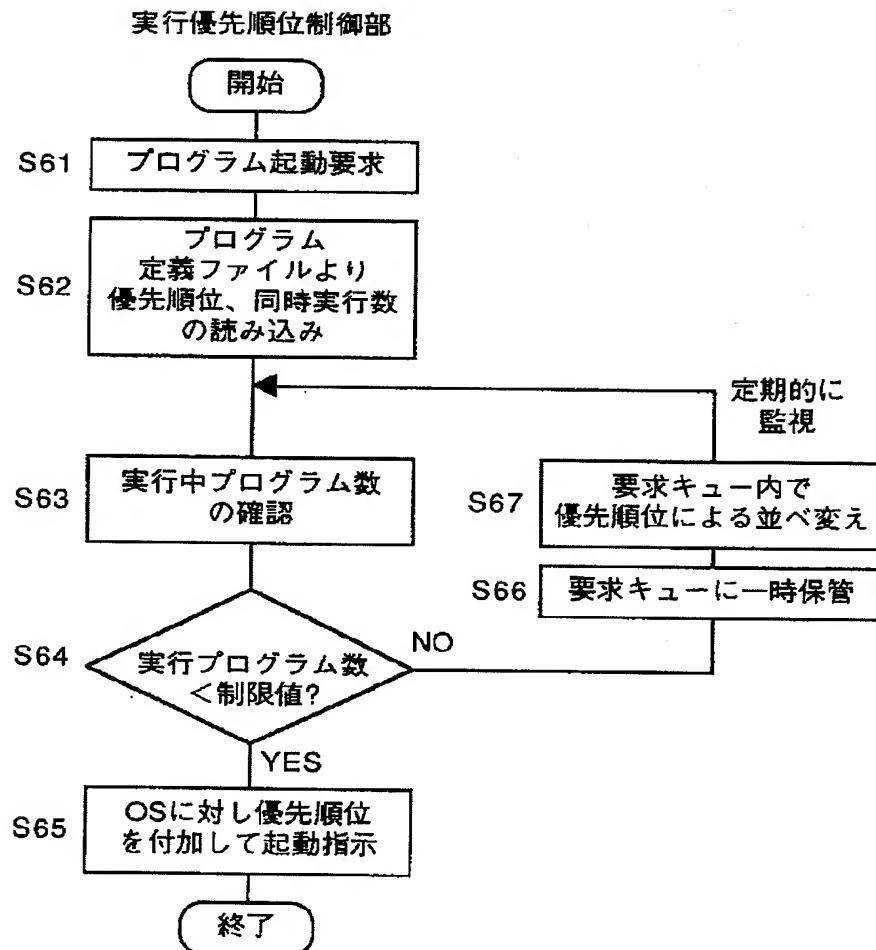 実行優先順位制御部
開始
S61
プログラム起動要求
S62
プログラム
定義ファイルより
優先順位、同時実行数
の読み込み
定期的に
監視
S63
実行中プログラム数
の確認
S67
要求キュー内で
優先順位による並べ変え
S66
要求キューに一時保管
S64
実行プログラム数
＜制限値?
NO
YES
S65
OSに対し優先順位
を付加して起動指示
終了